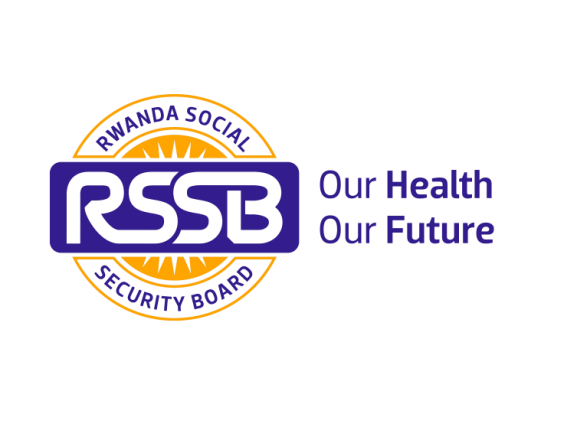 RWANDA SOCIAL
RSSB
SECURITY BOARD
Our Health
Our Future